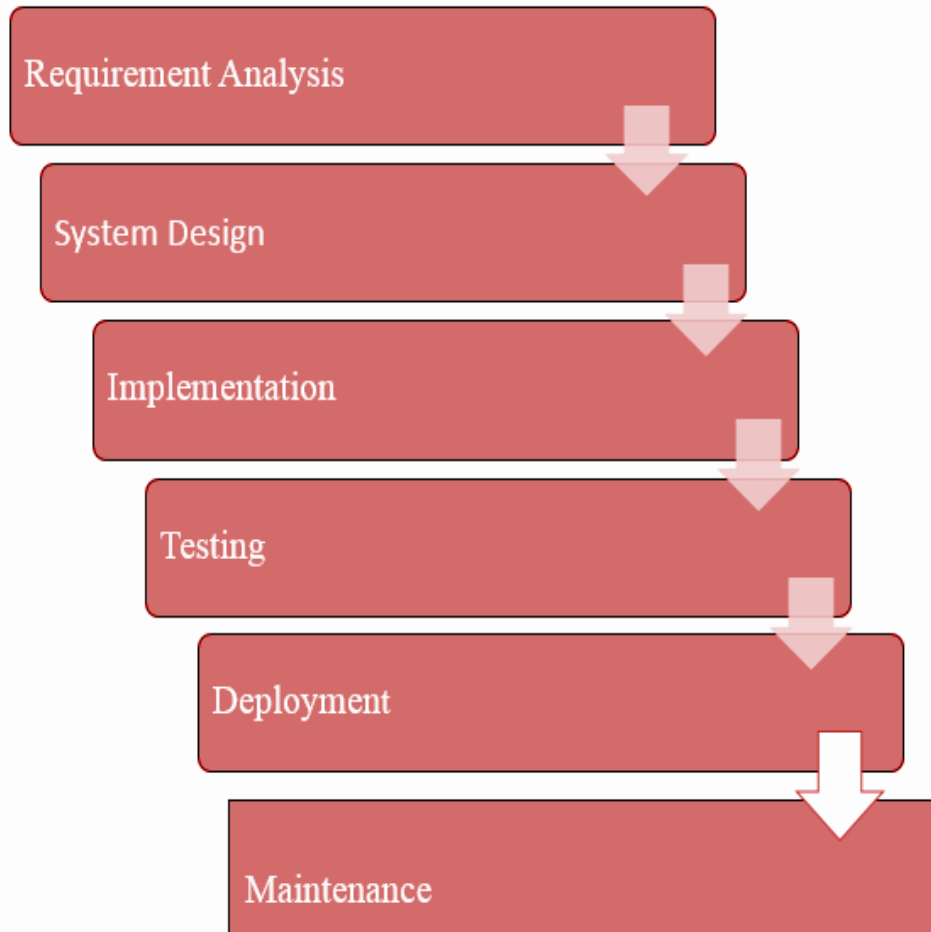 Requirement Analysis
System Design
Implementation
Testing
Deployment
Maintenance